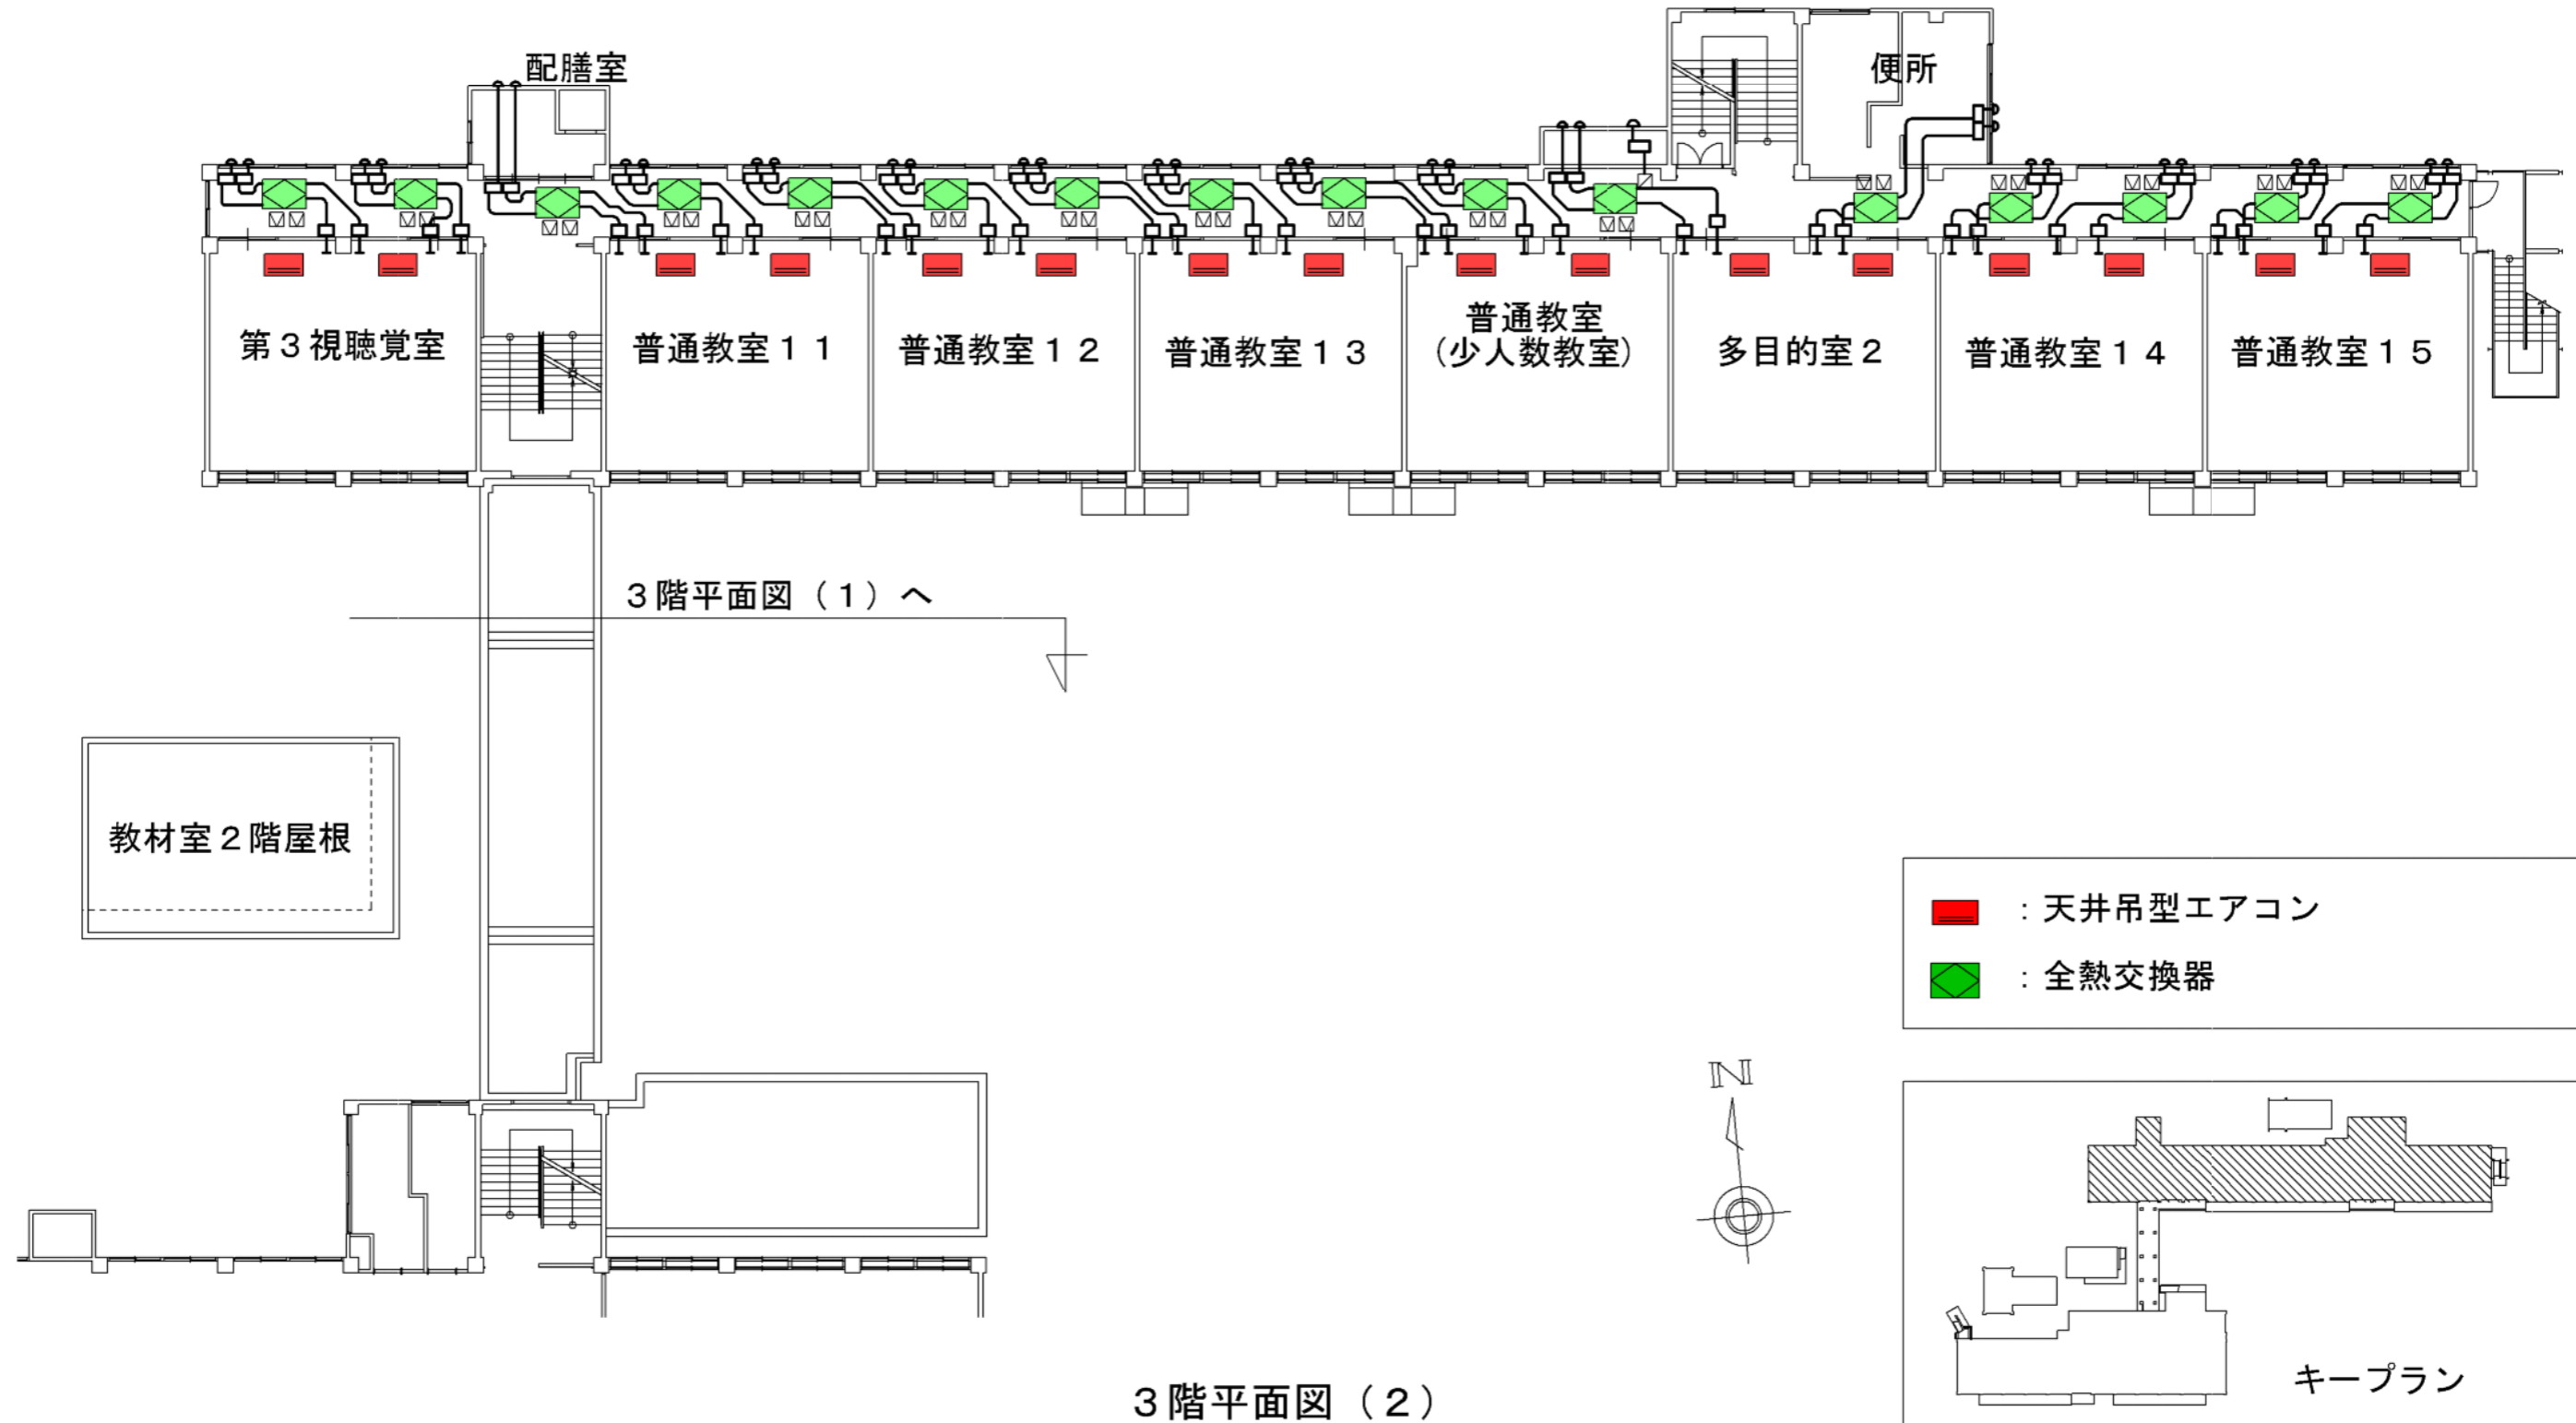 配膳室
便所
第３視聴覚室
普通教室１１
普通教室１２
普通教室１３
普通教室
（少人数教室）
多目的室２
普通教室１４
普通教室１５
３階平面図（１）へ
教材室２階屋根
：天井吊型エアコン
：全熱交換器
N
キープラン
３階平面図（２）